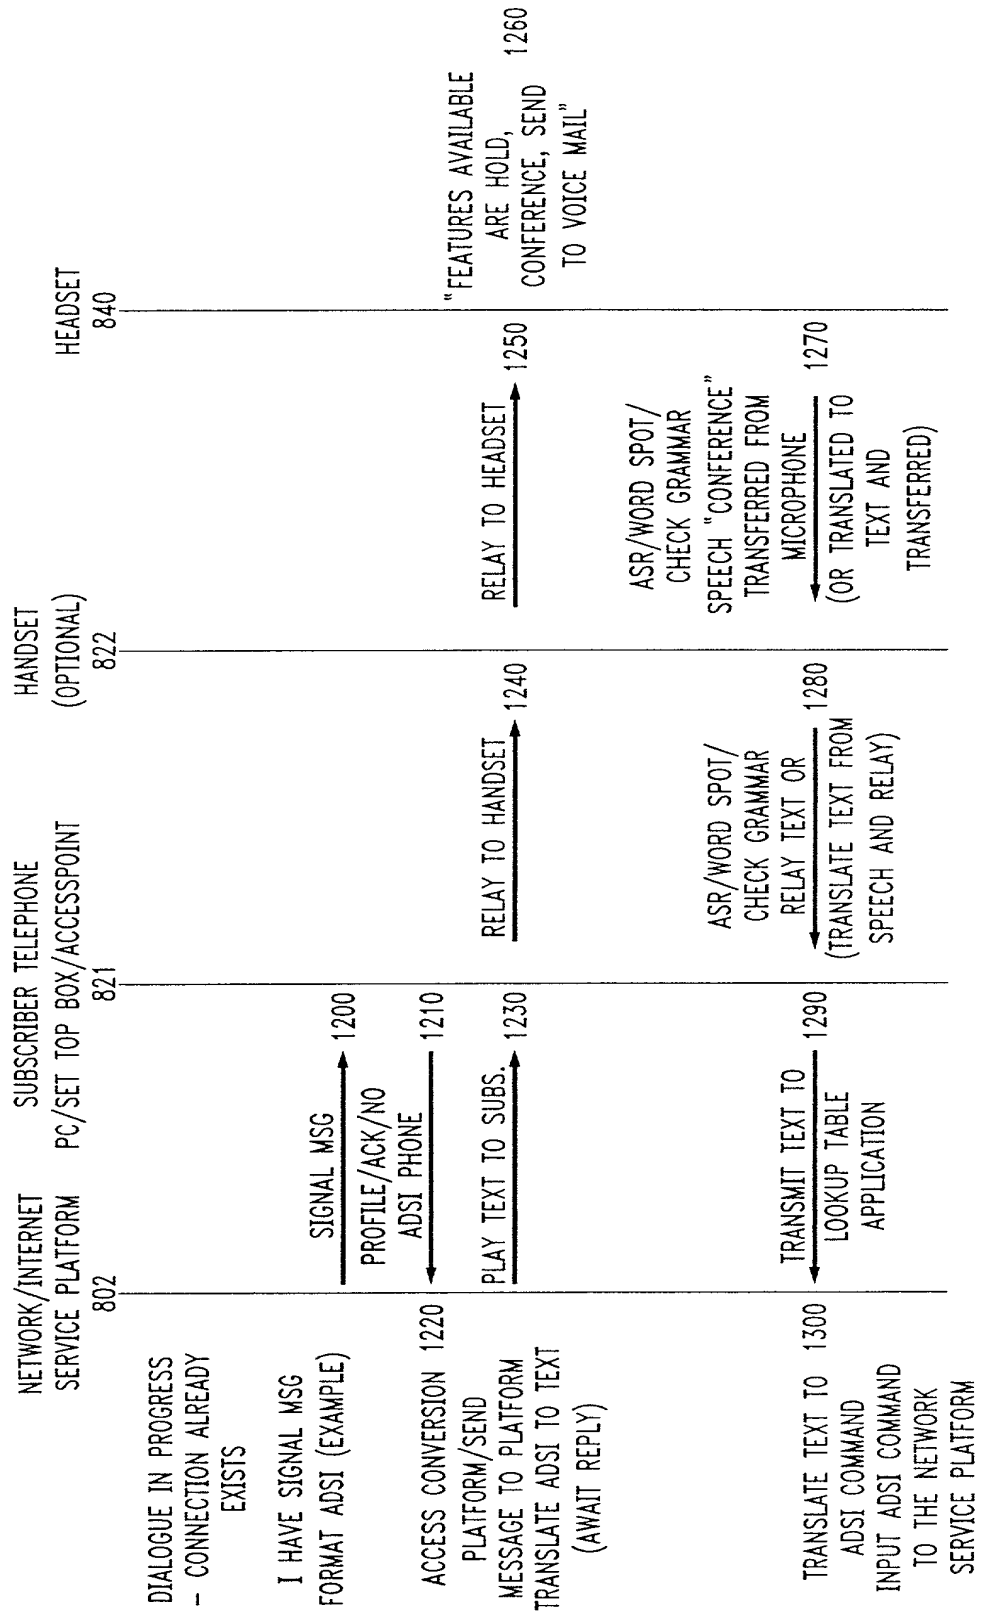 NETWORK/INTERNET
SERVICE PLATFORM
802
SUBSCRIBER TELEPHONE
PC/SET TOP BOX/ACCESSPOINT
821
HANDSET
(OPTIONAL)
822
HEADSET
840
DIALOGUE IN PROGRESS
- CONNECTION ALREADY
EXISTS
I HAVE SIGNAL MSG
FORMAT ADSI (EXAMPLE)
SIGNAL MSG
1200
PROFILE/ACK/NO
ADSI PHONE
1210
ACCESS CONVERSION 1220
PLATFORM/SEND
MESSAGE TO PLATFORM
TRANSLATE ADSI TO TEXT
(AWAIT REPLY)
PLAY TEXT TO SUBS.
1230
RELAY TO HANDSET
1240
RELAY TO HEADSET
1250
"FEATURES AVAILABLE
ARE HOLD,
CONFERENCE, SEND
TO VOICE MAIL"
1260
ASR/WORD SPOT/
CHECK GRAMMAR
SPEECH "CONFERENCE"
TRANSFERRED FROM
MICROPHONE
1270
(OR TRANSLATED TO
TEXT AND
TRANSFERRED)
ASR/WORD SPOT/
CHECK GRAMMAR
RELAY TEXT OR
1280
(TRANSLATE TEXT FROM
SPEECH AND RELAY)
TRANSMIT TEXT TO
1290
LOOKUP TABLE
APPLICATION
TRANSLATE TEXT TO 1300
ADSI COMMAND
INPUT ADSI COMMAND
TO THE NETWORK
SERVICE PLATFORM